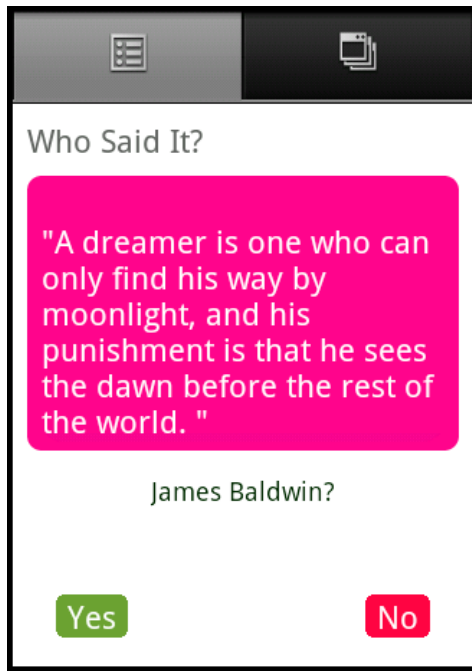 Who Said It?
"A dreamer is one who can
only find his way by
moonlight, and his
punishment is that he sees
the dawn before the rest of
the world. "
James Baldwin?
Yes
No